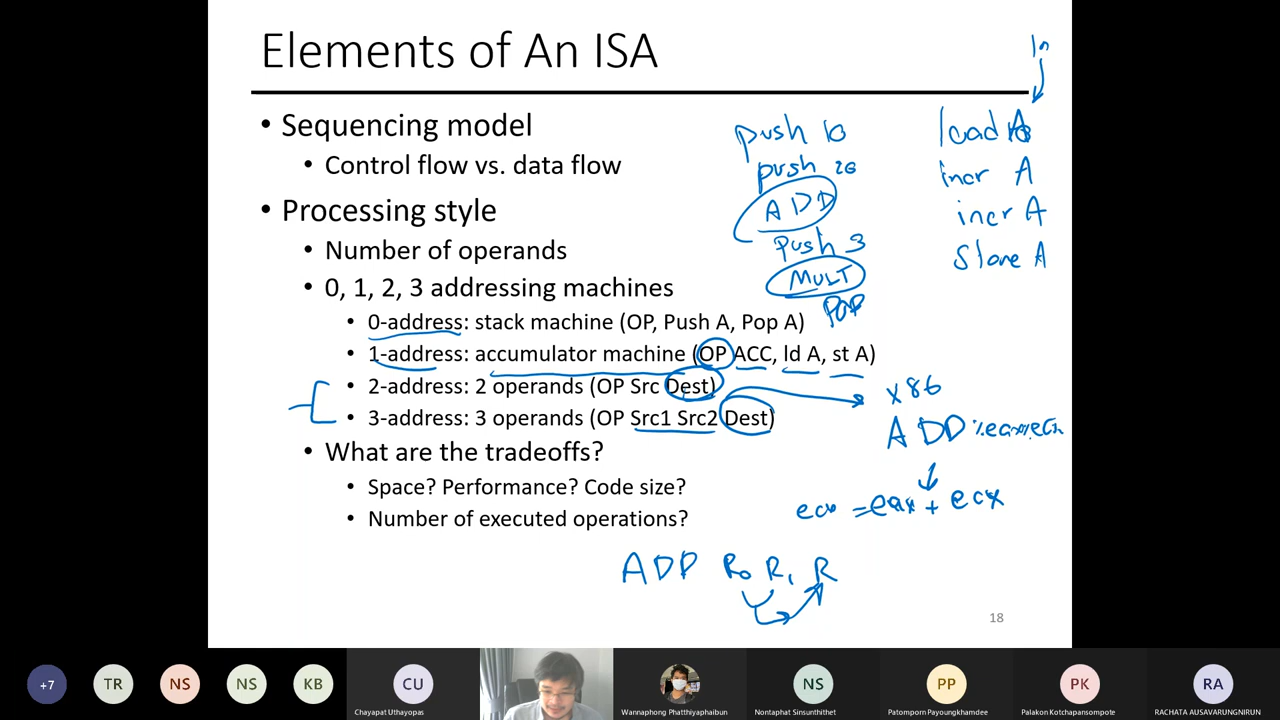 Elements of An ISA
• Sequencing model
• Control flow vs. data flow
• Processing style
• Number of operands
• 0, 1, 2, 3 addressing machines
• 0-address: stack machine (OP, Push A, Pop A)
• 1-address: accumulator machine (OP ACC, ld A, st A)
• 2-address: 2 operands (OP Src Dest)
• 3-address: 3 operands (OP Src1 Src2 Dest)
• What are the tradeoffs?
• Space? Performance? Code size?
• Number of executed operations?
push 10
push 20
ADD
push 3
MULT
POP
load A
incr A
incr A
Store A
x86
ADD
= eax + ecx
ADD R0 R1 R
18
+7
TR
NS
NS
KB
CU
Chayapat Uthayopas
Wannaphong Phatthiyaphaibun
NS
Nontaphat Sinsunthithet
PP
Patomporn Payoungkhamdee
PK
Palakon Kotchapansompote
RA
RACHATA AUSAVARUNGNIRUN